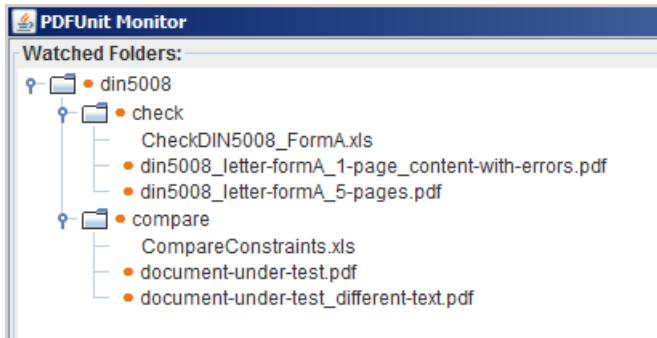 PDFUnit Monitor
Watched Folders:
din5008
check
CheckDIN5008_FormA.xls
din5008_letter-formA_1-page_content-with-errors.pdf
din5008_letter-formA_5-pages.pdf
compare
CompareConstraints.xls
document-under-test.pdf
document-under-test_different-text.pdf